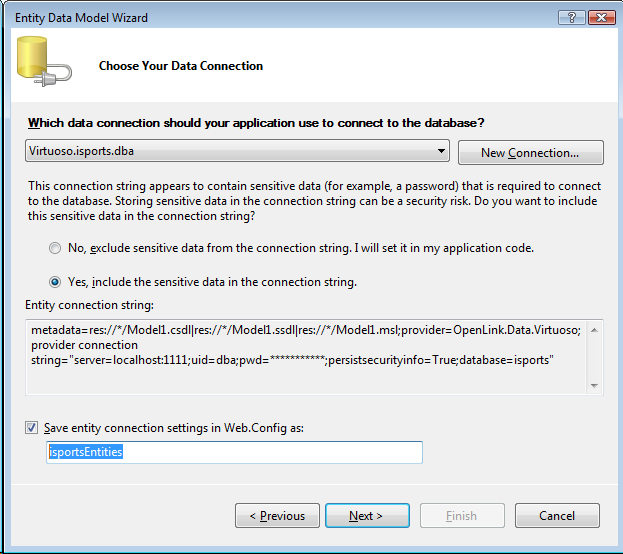 Entity Data Model Wizard
?
Choose Your Data Connection
Which data connection should your application use to connect to the database?
Virtuoso.isports.dba
New Connection...
This connection string appears to contain sensitive data (for example, a password) that is required to connect
to the database. Storing sensitive data in the connection string can be a security risk. Do you want to include
this sensitive data in the connection string?
No, exclude sensitive data from the connection string. I will set it in my application code.
Yes, include the sensitive data in the connection string.
Entity connection string:
metadata=res://*/Model1.csdl|res://*/Model1.ssdl|res://*/Model1.msl;provider=OpenLink.Data.Virtuoso;
provider connection
string="server=localhost:1111;uid=dba;pwd=***********;persistsecurityinfo=True;database=isports"
Save entity connection settings in Web.Config as:
isportsEntities
< Previous
Next >
Finish
Cancel